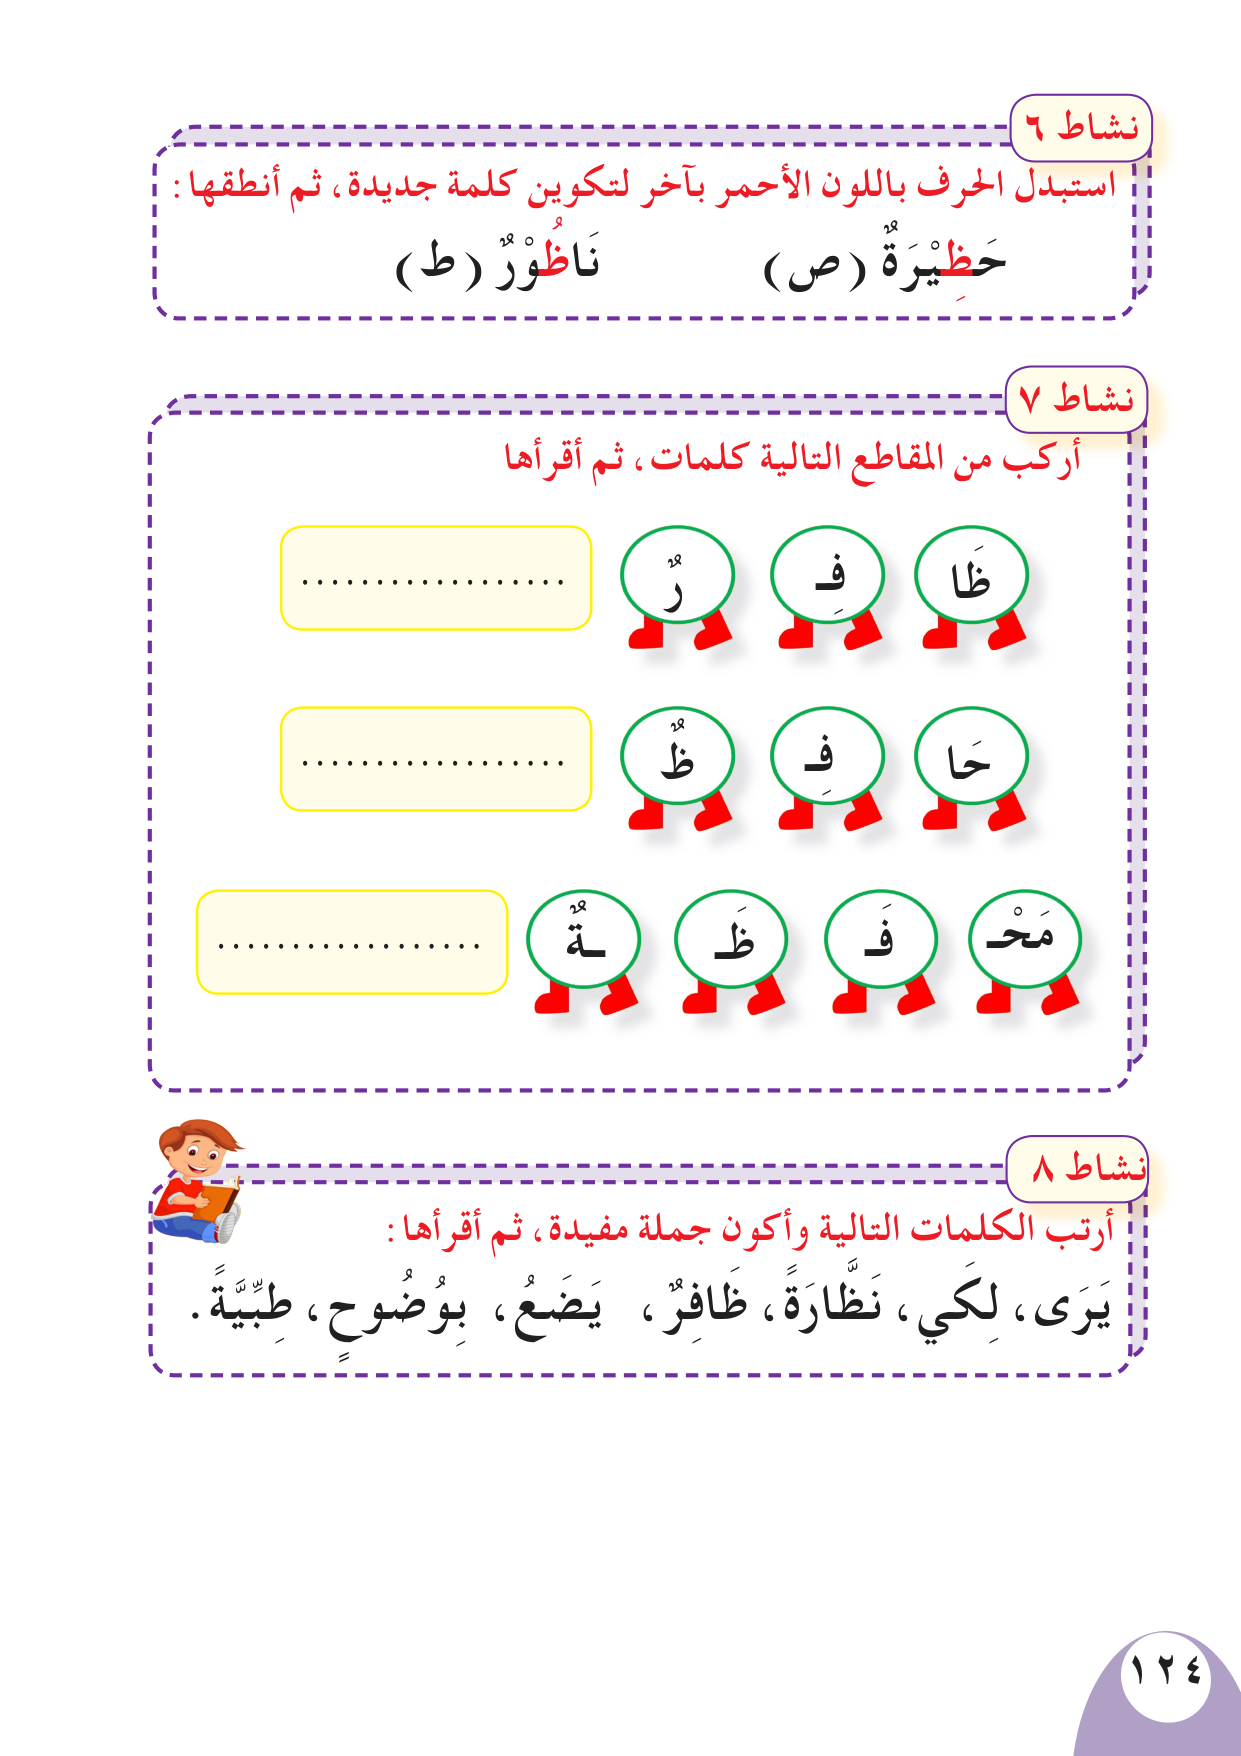 نشاط ٦
استبدل الحرف باللون الأحمر بآخر لتكوين كلمة جديدة، ثم أنطقها:
حَظِيْرَةٌ (ص) نَاظُوْرٌ (ط)
نشاط ٧
أركب من المقاطع التالية كلمات، ثم أقرأها
ظَا فِـ رٌ ..................
حَا فِـ ظٌ ..................
مَحْـ فَـ ظَـ ـةٌ ..................
نشاط ٨
أرتب الكلمات التالية وأكون جملة مفيدة، ثم أقرأها:
يَرَى، لِكَي، نَظَّارَةً، ظَافِرٌ، يَضَعُ، بِوُضُوحٍ، طِبِّيَّةً.
١٢٤